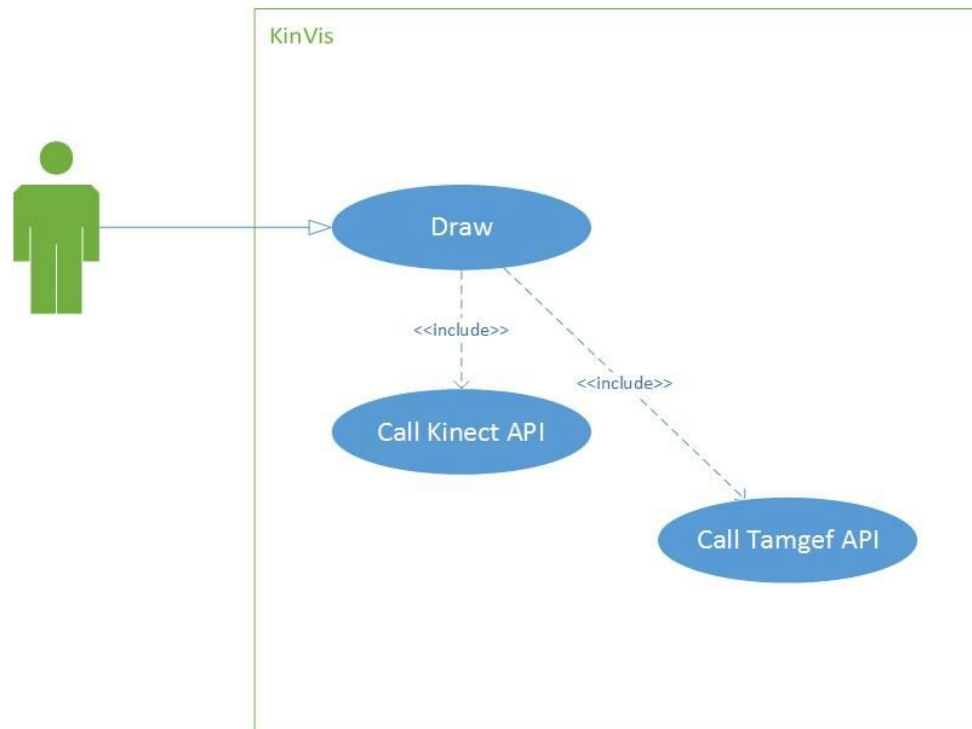 KinVis
Draw
<<include>>
<<include>>
Call Kinect API
Call Tamgef API